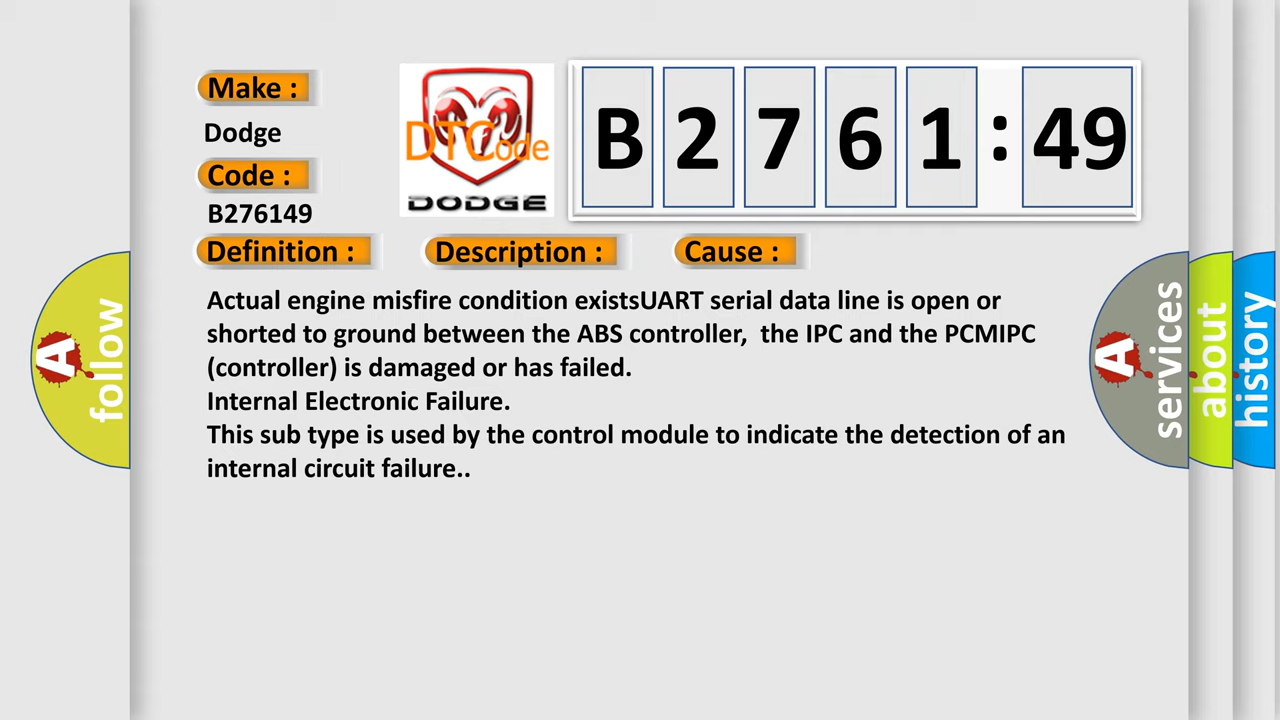 Make :
Dodge
Code :
B276149
DTCode
DODGE
B 2 7 6 1 : 49
Definition :
Description :
Cause :
Actual engine misfire condition existsUART serial data line is open or
shorted to ground between the ABS controller, the IPC and the PCMIPC
(controller) is damaged or has failed.
Internal Electronic Failure.
This sub type is used by the control module to indicate the detection of an
internal circuit failure..
A follow
A services
about
history